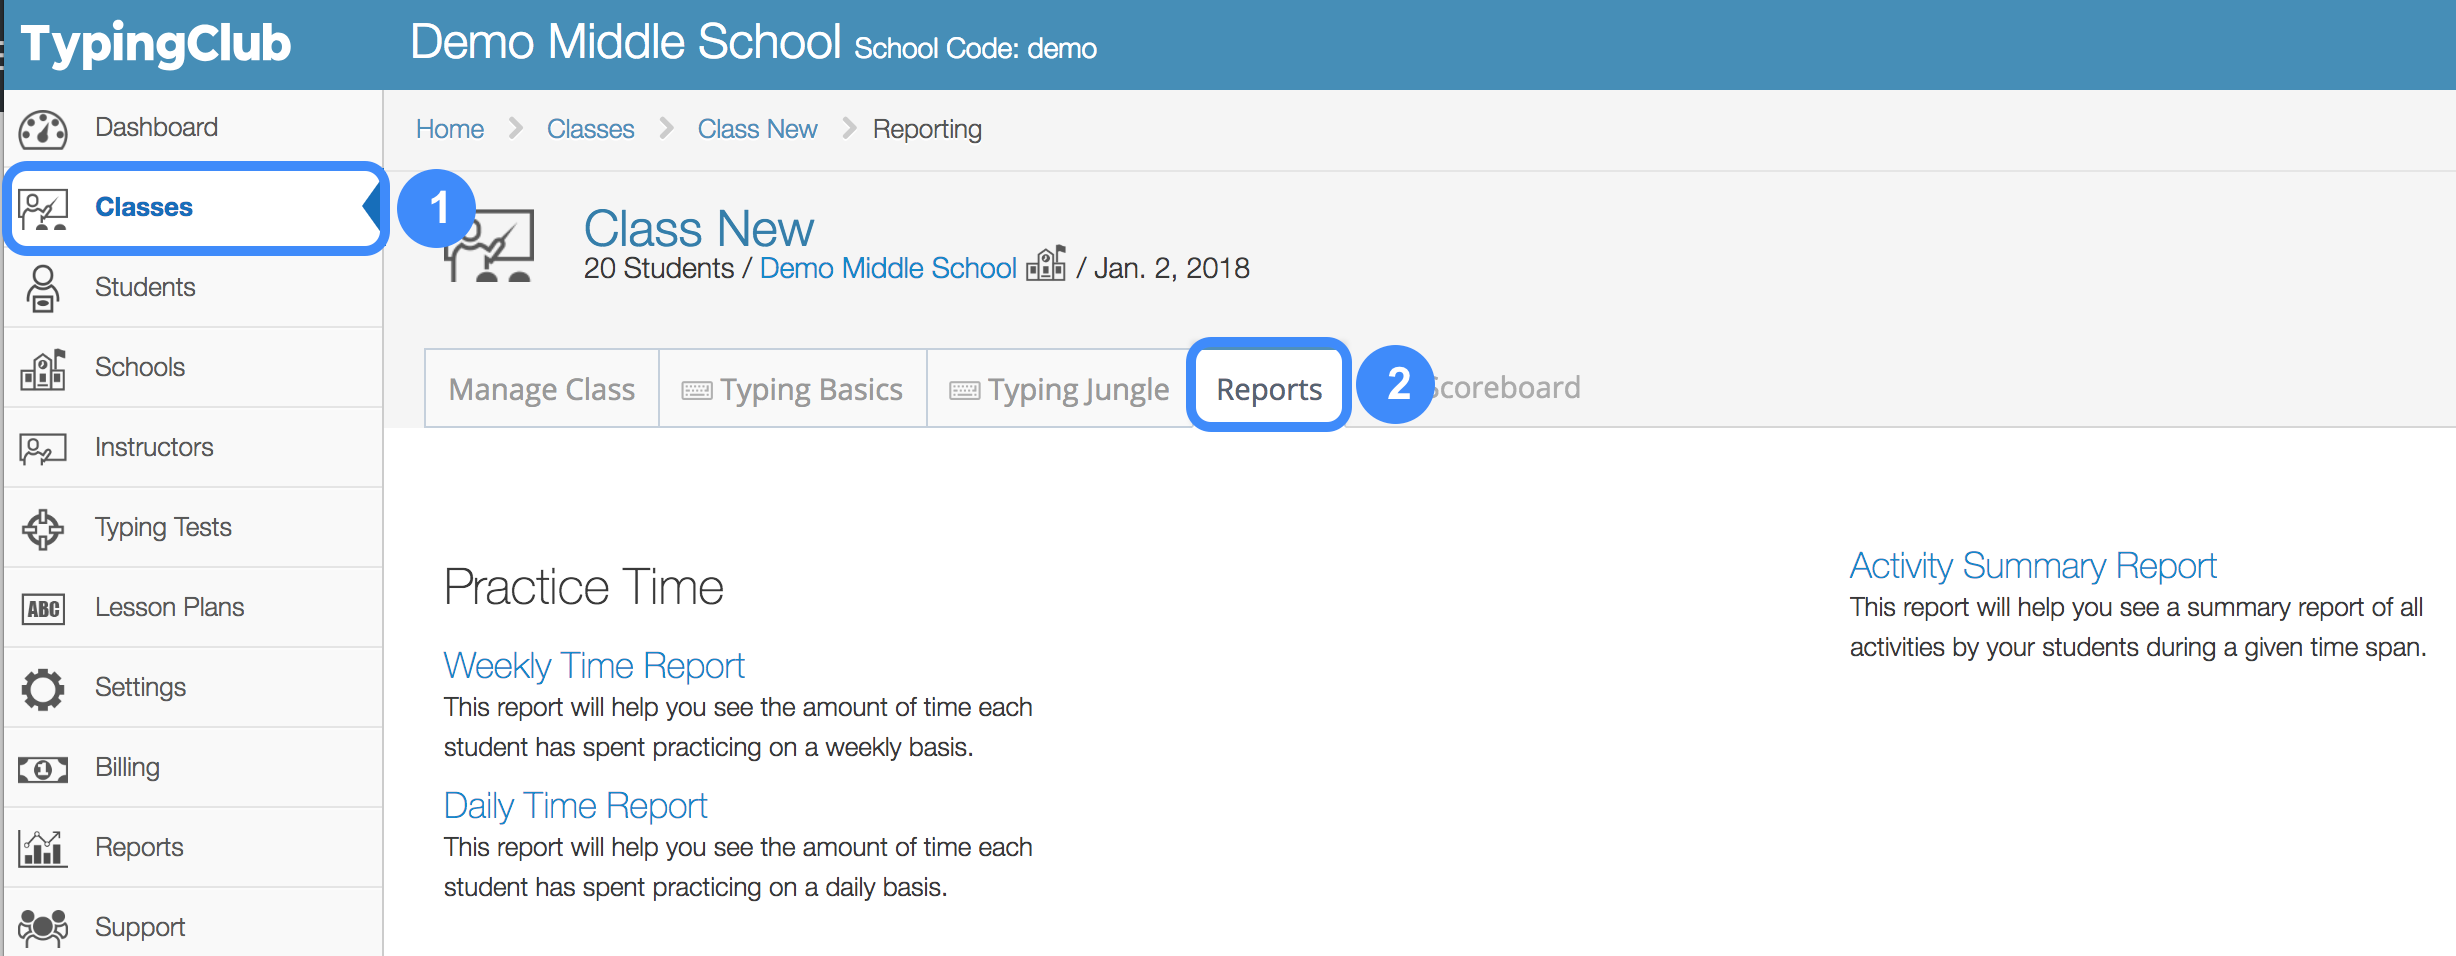 TypingClub
Demo Middle School School Code: demo
Dashboard
Classes
Students
Schools
Instructors
Typing Tests
ABC Lesson Plans
Settings
1 Billing
Reports
Support
Home Classes Class New Reporting
1
Class New
20 Students / Demo Middle School / Jan. 2, 2018
Manage Class Typing Basics Typing Jungle Reports 2 Scoreboard
Practice Time
Weekly Time Report
This report will help you see the amount of time each
student has spent practicing on a weekly basis.
Daily Time Report
This report will help you see the amount of time each
student has spent practicing on a daily basis.
Activity Summary Report
This report will help you see a summary report of all
activities by your students during a given time span.